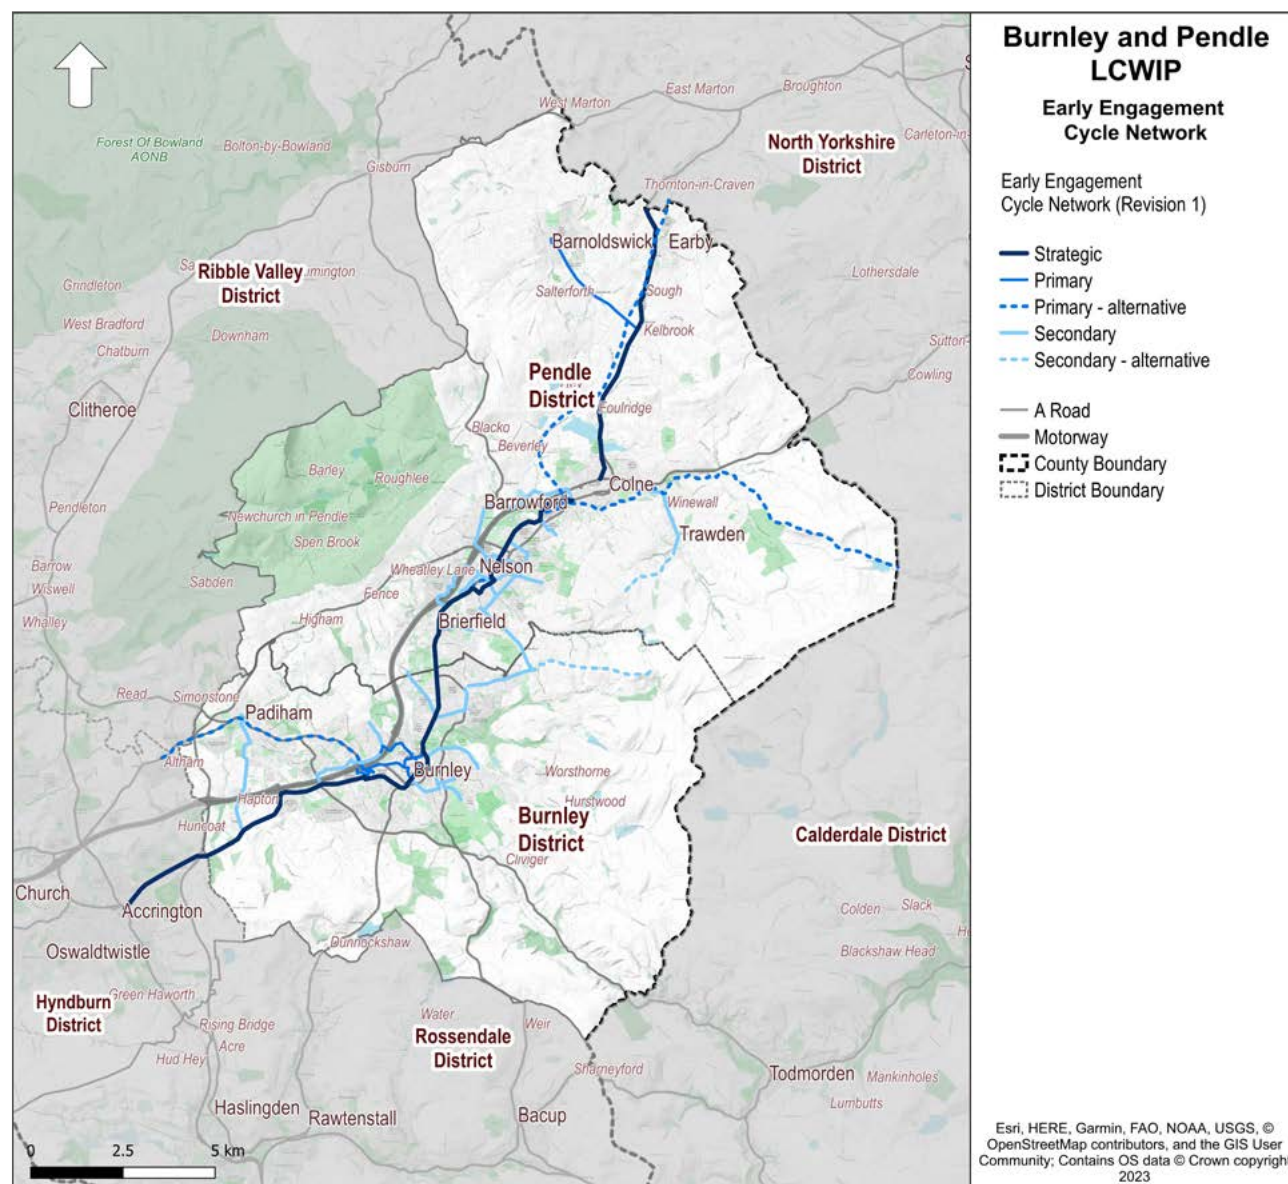 Burnley and Pendle
LCWIP
Early Engagement
Cycle Network
Early Engagement
Cycle Network (Revision 1)
Strategic
Primary
Primary - alternative
Secondary
Secondary - alternative
A Road
Motorway
County Boundary
District Boundary
Broughton
East Marton
West Marton
Carleton-in-
North Yorkshire
District
Forest Of Bowland
AONB
Bolton-by-Bowland
Gisburn
Thornton-in-Craven
Barnoldswick
Earby
Ribble Valley
District
Lothersdale
Grindleton
Salterforth
Sough
West Bradford
Chatburn
Downham
Kelbrook
Sutton-
Cowling
Pendle
District
Clitheroe
Foulridge
Blacko
Beverley
Barley
Roughlee
Colne
Pendleton
Barrowford
Winewall
Newchurch in Pendle
Trawden
Spen Brook
Barrow
Wiswell
Sabden
Wheatley Lane
Nelson
Fence
Whalley
Higham
Brierfield
Read
Simonstone
Padiham
Altham
Burnley
Worsthorne
Hapton
Hurstwood
Huncoat
Burnley
District
Calderdale District
Cliviger
Church
Accrington
Colden
Slack
Oswaldtwistle
Dunnockshaw
Blackshaw Head
Green Haworth
Hyndburn
District
Rising Bridge
Acre
Water
Weir
Rossendale
District
Hud Hey
Sharneyford
Todmorden
Mankinholes
Lumbutts
Haslingden
Rawtenstall
Bacup
0 2.5 5 km
Esri, HERE, Garmin, FAO, NOAA, USGS, ©
OpenStreetMap contributors, and the GIS User
Community; Contains OS data © Crown copyright
2023